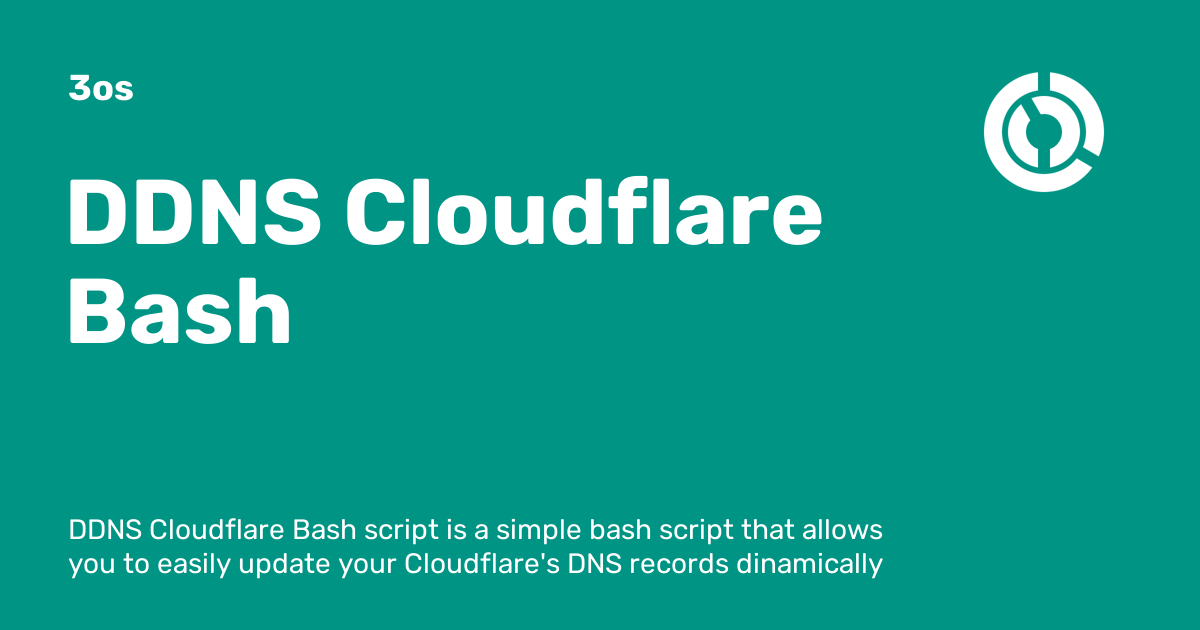 3os
DDNS Cloudflare
Bash
DDNS Cloudflare Bash script is a simple bash script that allows
you to easily update your Cloudflare's DNS records dinamically